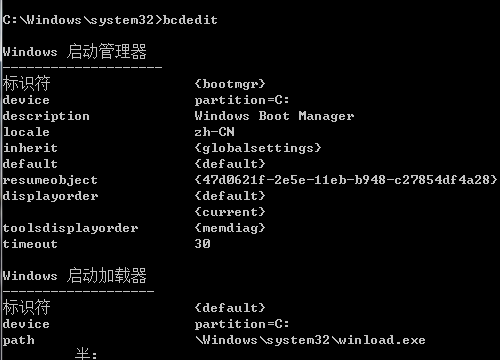 C:\Windows\system32>bcdedit
Windows 启动管理器
--------------------
标识符 {bootmgr}
device partition=C:
description Windows Boot Manager
locale zh-CN
inherit {globalsettings}
default {default}
resumeobject {47d0621f-2e5e-11eb-b948-c27854df4a28}
displayorder {default}
{current}
toolsdisplayorder {memdiag}
timeout 30
Windows 启动加载器
-------------------
标识符 {default}
device partition=C:
path \Windows\system32\winload.exe
半: